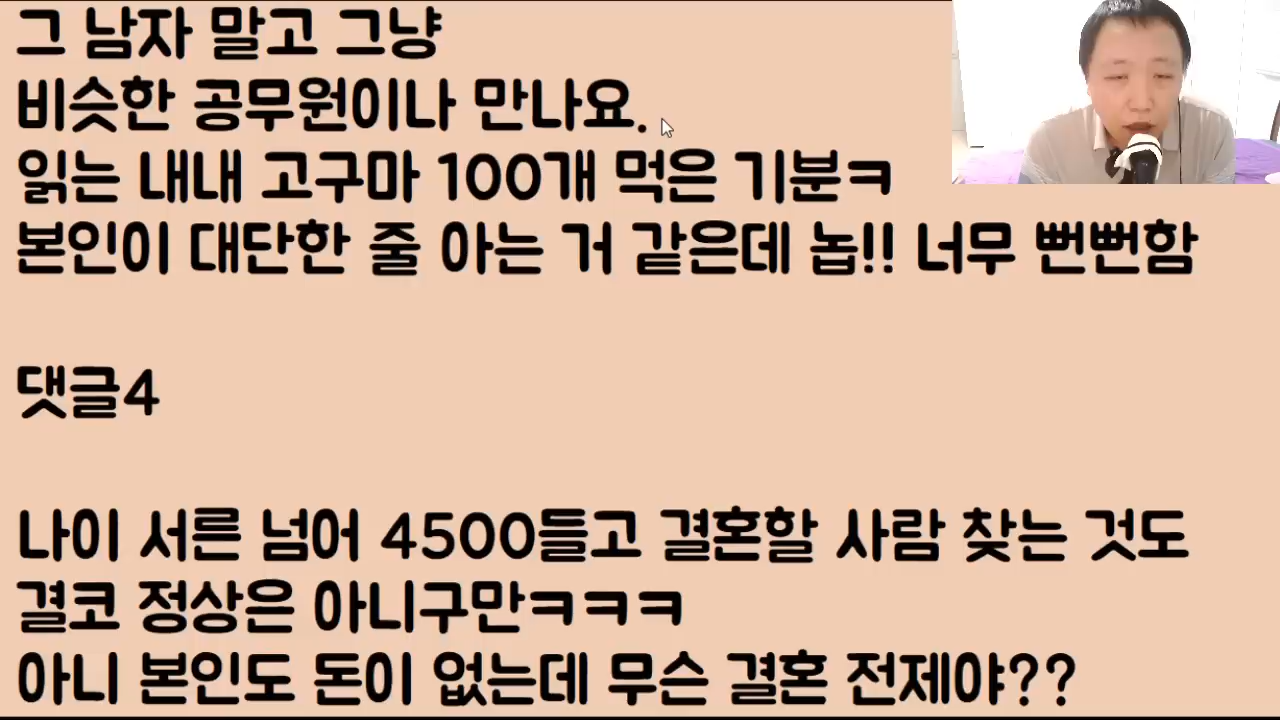 그 남자 말고 그냥
비슷한 공무원이나 만나요.
읽는 내내 고구마 100개 먹은 기분ㅋ
본인이 대단한 줄 아는 거 같은데 놉!! 너무 뻔뻔함
댓글4
나이 서른 넘어 4500들고 결혼할 사람 찾는 것도
결코 정상은 아니구만ㅋㅋㅋ
아니 본인도 돈이 없는데 무슨 결혼 전제야??